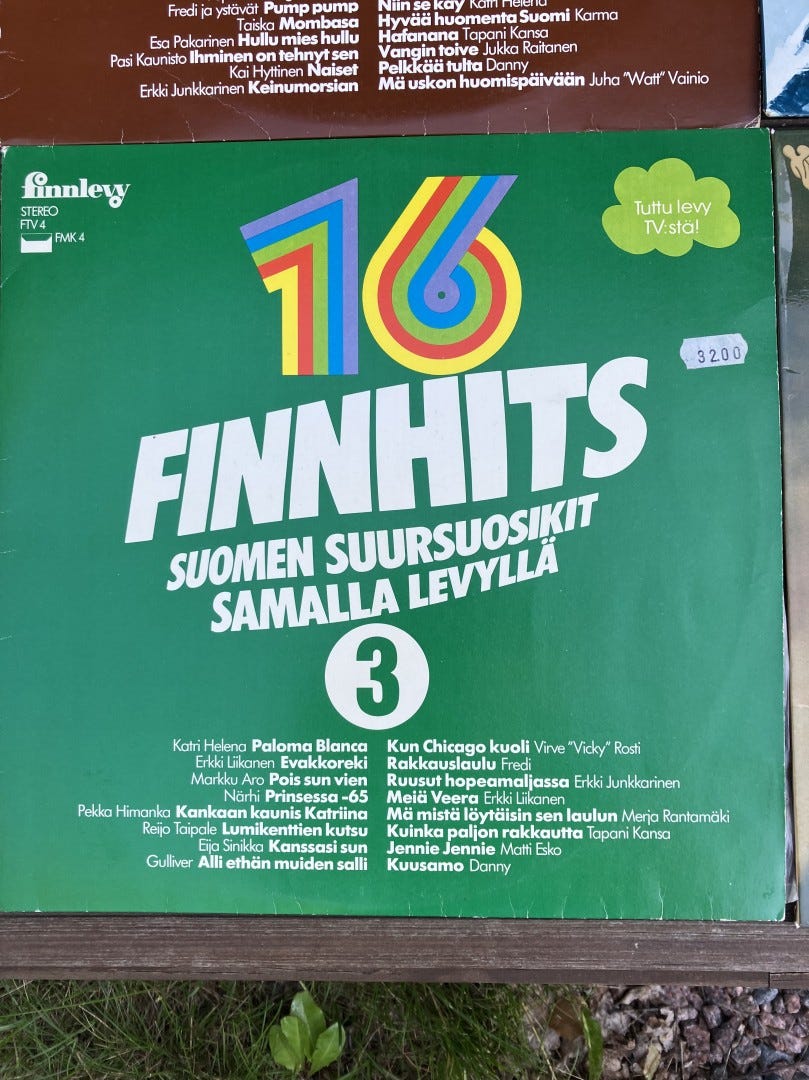 Fredi ja ystävät Pump pump
Taiska Mombasa
Esa Pakarinen Hullu mies hullu
Pasi Kaunisto Ihminen on tehnyt sen
Kai Hyttinen Naiset
Erkki Junkkarinen Keinumorsian
Niin se käy Katri Helena
Hyvää huomenta Suomi Karma
Hafanana Tapani Kansa
Vangin toive Jukka Raitanen
Pelkkää tulta Danny
Mä uskon huomispäivään Juha "Watt" Vainio
finnlevy
STEREO
FTV 4
FMK 4
16
Tuttu levy
TV:stä!
32.00
FINNHITS
SUOMEN SUURSUOSIKIT
SAMALLA LEVYLLÄ
3
Katri Helena Paloma Blanca
Erkki Liikanen Evakkoreki
Markku Aro Pois sun vien
Närhi Prinsessa -65
Pekka Himanka Kankaan kaunis Katriina
Reijo Taipale Lumikenttien kutsu
Eija Sinikka Kanssasi sun
Gulliver Alli ethän muiden salli
Kun Chicago kuoli Virve "Vicky" Rosti
Rakkauslaulu Fredi
Ruusut hopeamaljassa Erkki Junkkarinen
Meiä Veera Erkki Liikanen
Mä mistä löytäisin sen laulun Merja Rantamäki
Kuinka paljon rakkautta Tapani Kansa
Jennie Jennie Matti Esko
Kuusamo Danny